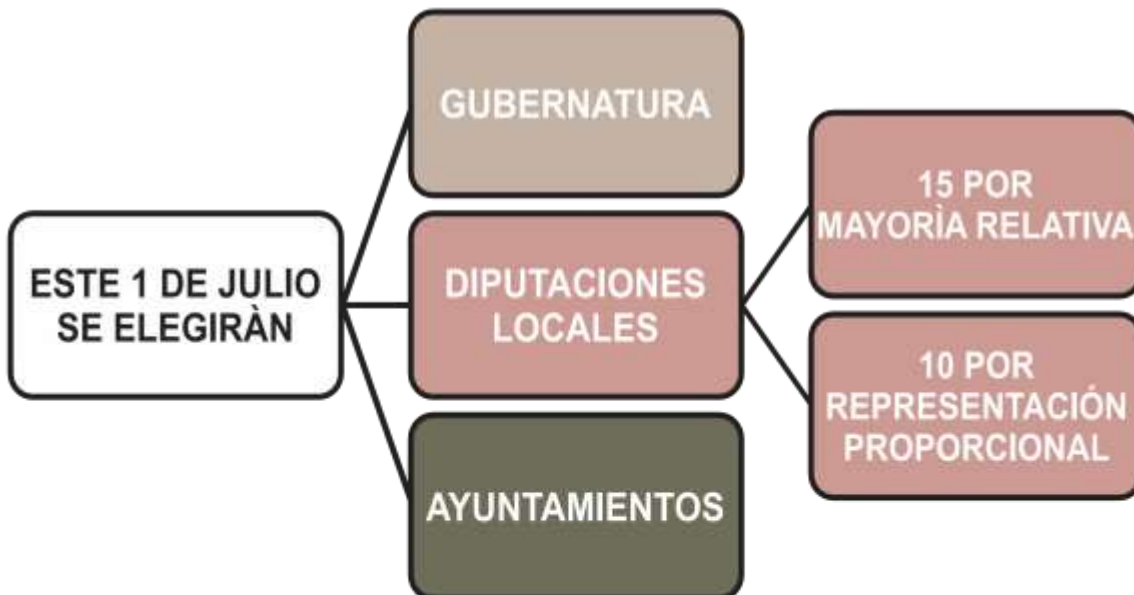 ESTE 1 DE JULIO
SE ELEGIRÀN
GUBERNATURA
DIPUTACIONES
LOCALES
AYUNTAMIENTOS
15 POR
MAYORÌA RELATIVA
10 POR
REPRESENTACIÓN
PROPORCIONAL